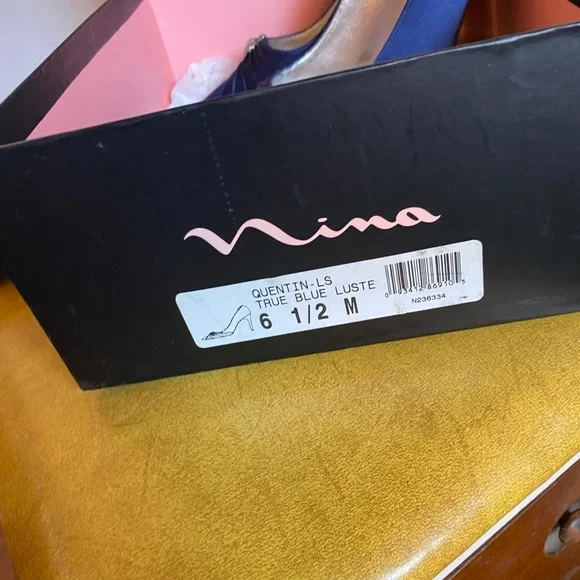 Nina
QUENTIN-LS
TRUE BLUE LUSTE
6 1/2 M
N236334